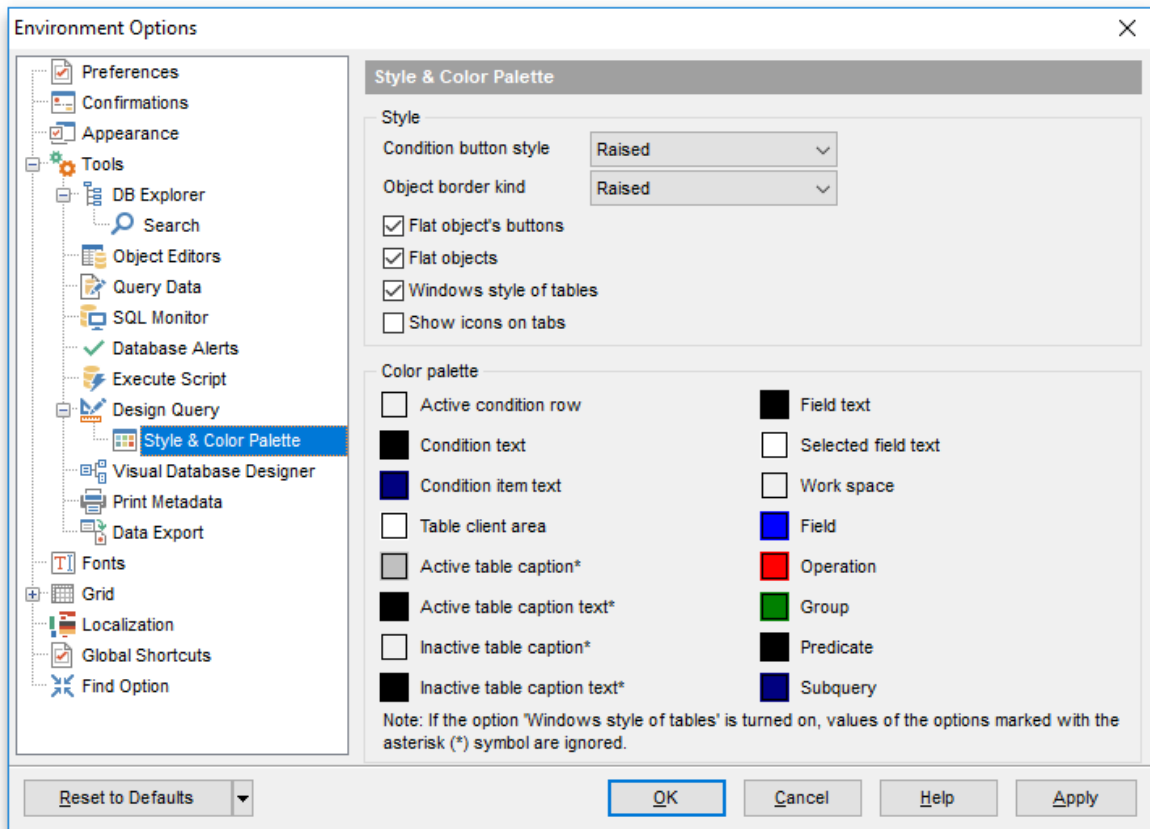 Environment Options
Preferences
Confirmations
Appearance
Tools
DB Explorer
Search
Object Editors
Query Data
SQL Monitor
Database Alerts
Execute Script
Design Query
Style & Color Palette
Visual Database Designer
Print Metadata
Data Export
Fonts
Grid
Localization
Global Shortcuts
Find Option
Style & Color Palette
Style
Condition button style Raised
Object border kind Raised
Flat object's buttons
Flat objects
Windows style of tables
Show icons on tabs
Color palette
Active condition row Field text
Condition text Selected field text
Condition item text Work space
Table client area Field
Active table caption* Operation
Active table caption text* Group
Inactive table caption* Predicate
Inactive table caption text* Subquery
Note: If the option 'Windows style of tables' is turned on, values of the options marked with the
asterisk (*) symbol are ignored.
Reset to Defaults OK Cancel Help Apply